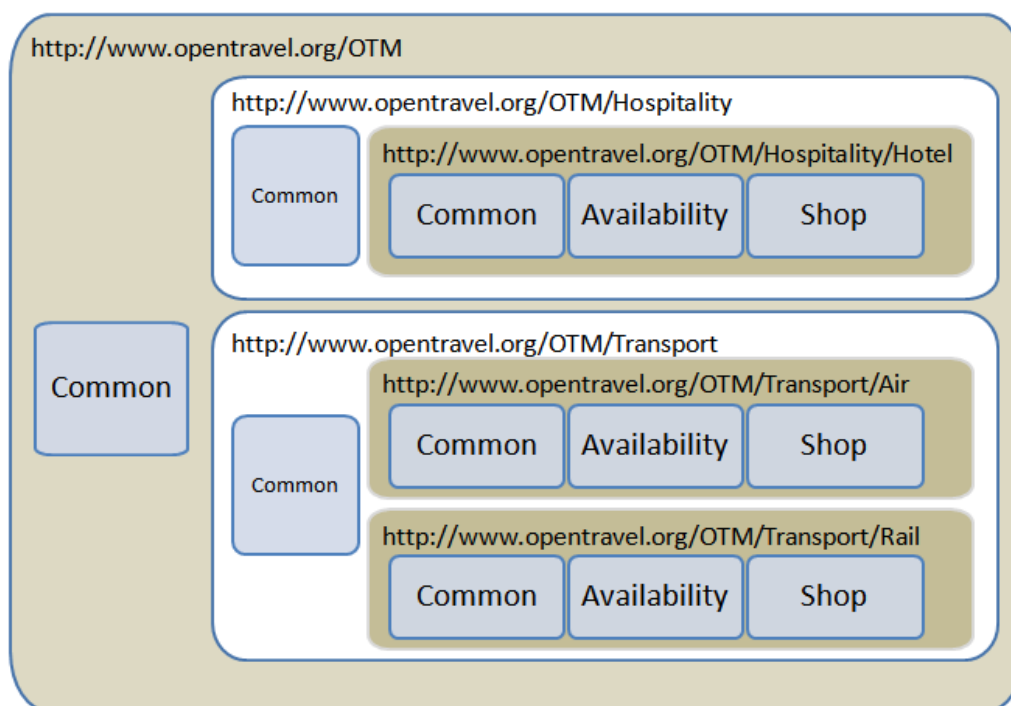 http://www.opentravel.org/OTM
http://www.opentravel.org/OTM/Hospitality
Common
http://www.opentravel.org/OTM/Hospitality/Hotel
Common Availability Shop
Common
http://www.opentravel.org/OTM/Transport
Common
http://www.opentravel.org/OTM/Transport/Air
Common Availability Shop
http://www.opentravel.org/OTM/Transport/Rail
Common Availability Shop